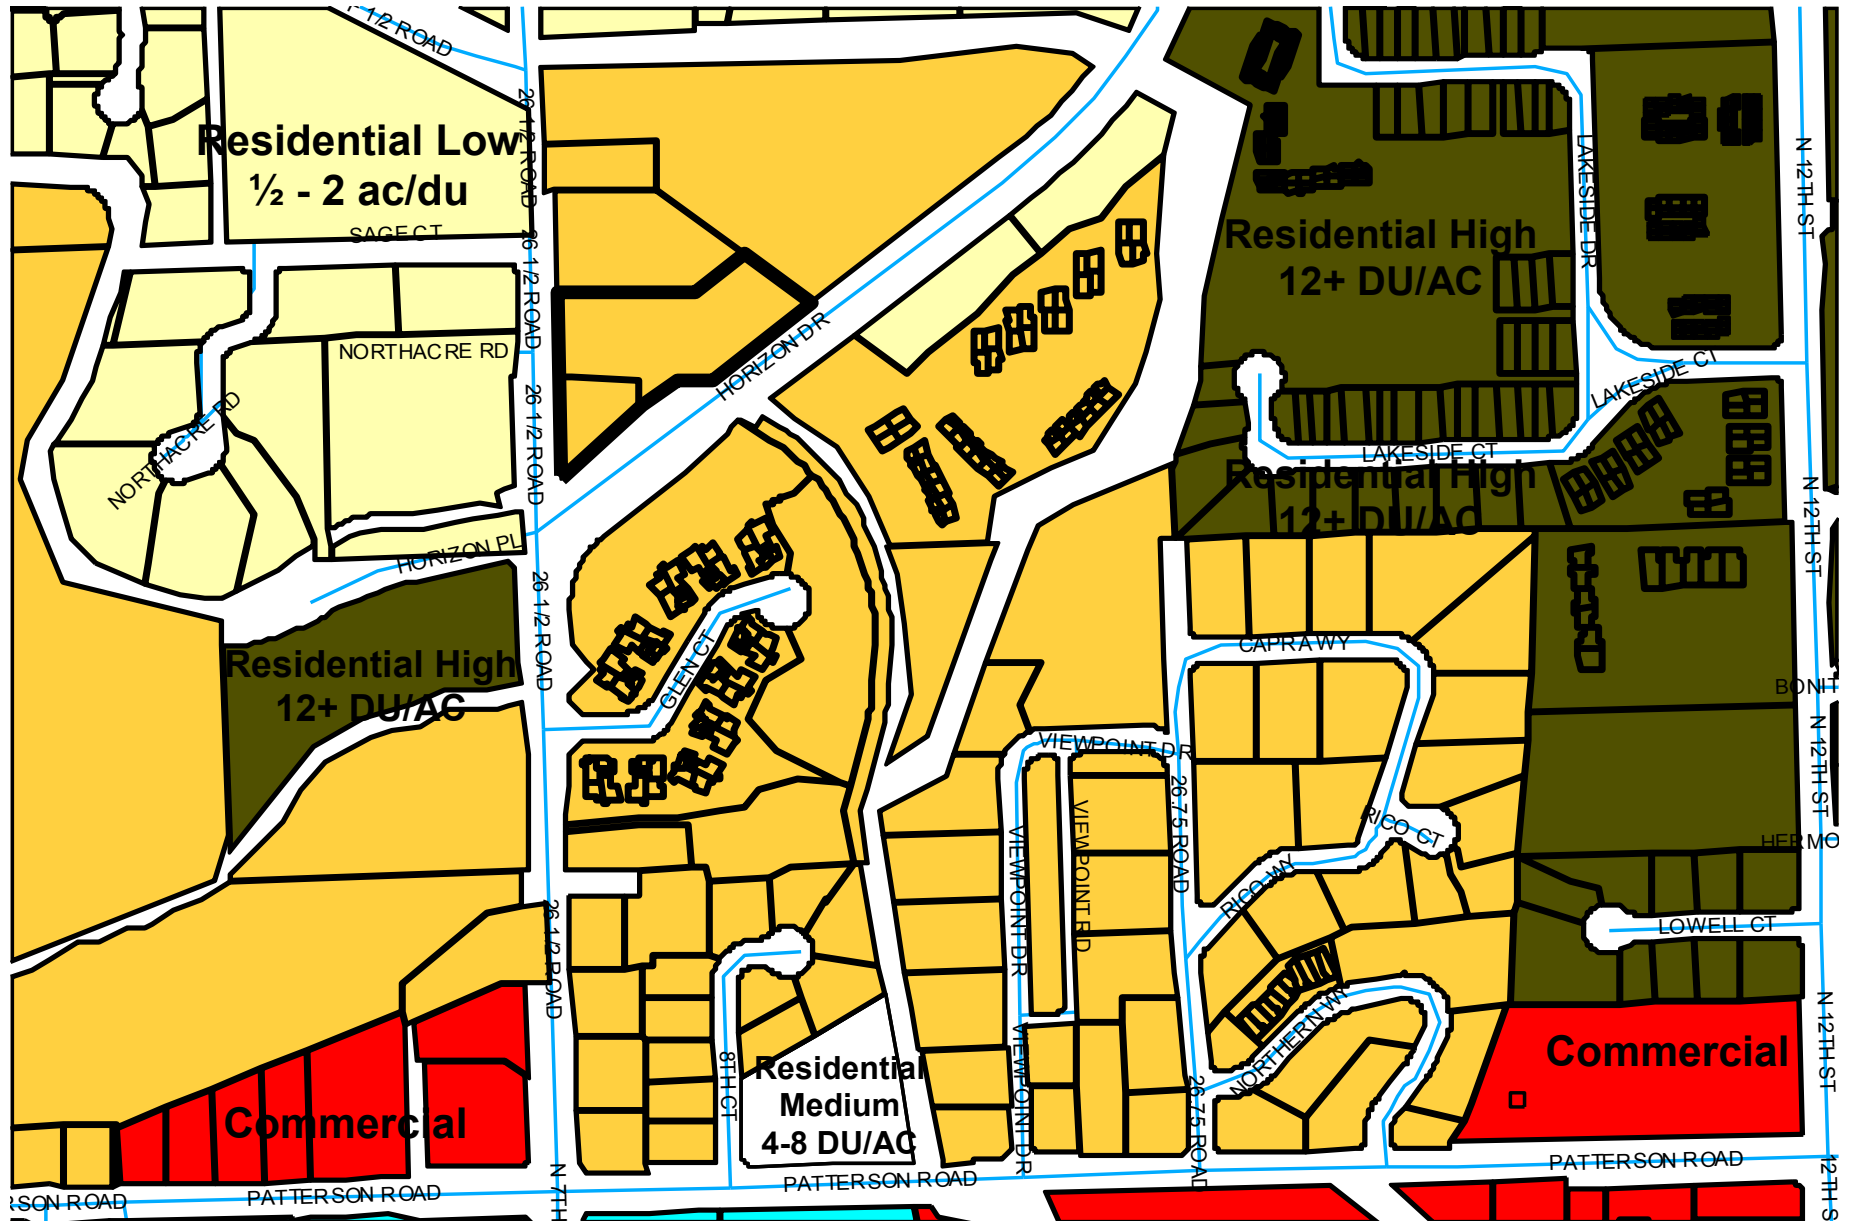 1/2 ROAD
26 1/2 ROAD
Residential Low
½ - 2 ac/du
SAGE CT
26 1/2 ROAD
NORTHACRE RD
NORTHACRE RD
26 1/2 ROAD
HORIZON DR
HORIZON PL
26 1/2 ROAD
Residential High
12+ DU/AC
GLEN CT
LAKESIDE DR
N 12TH ST
Residential High
12+ DU/AC
LAKESIDE CT
LAKESIDE CT
Residential High
12+ DU/AC
N 12TH ST
CAPRA WY
BONIT
VIEWPOINT DR
N 12TH ST
26.75 ROAD
RICO CT
HERMO
VIEWPOINT DR
VIEWPOINT RD
RICO WY
26 1/2 ROAD
LOWELL CT
NORTHERN WY
N 12TH ST
Commercial
Commercial
8TH CT
Residential
Medium
4-8 DU/AC
VIEWPOINT DR
26.75 ROAD
N 7TH
PATTERSON ROAD
PATTERSON ROAD
PATTERSON ROAD
RSON ROAD
12TH S